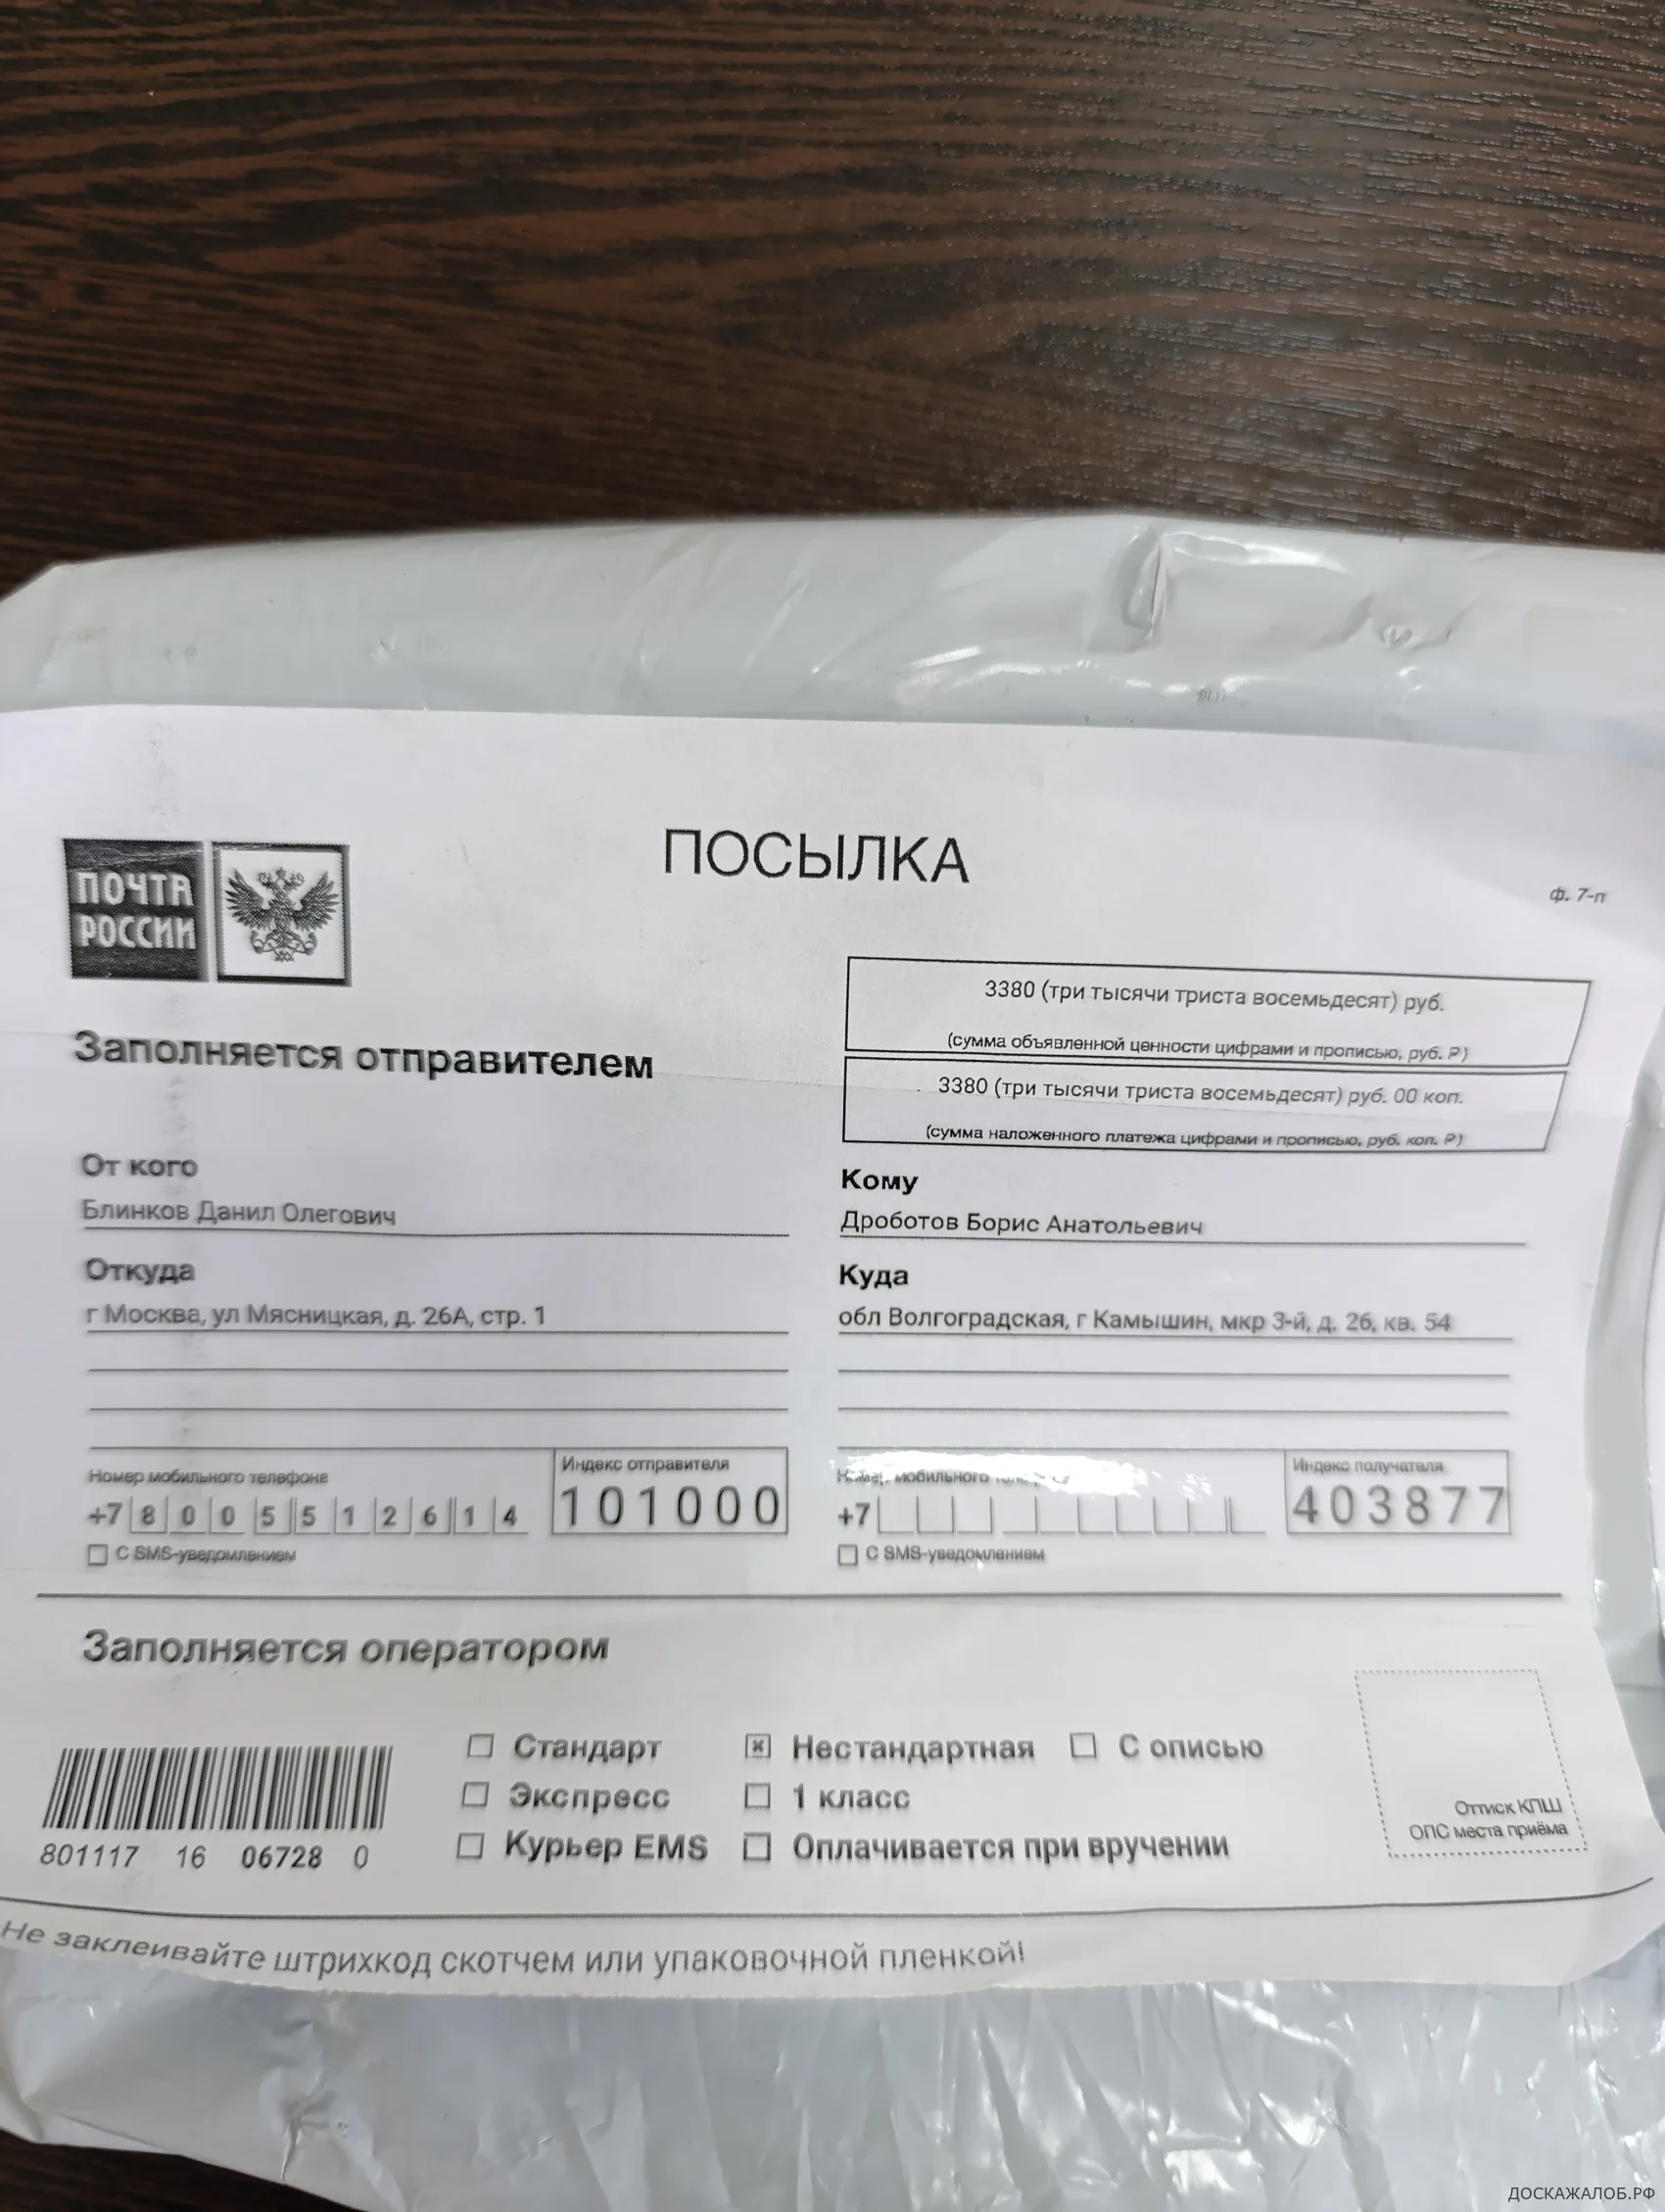 ПОСЫЛКА
ПОЧТА
РОССИИ
ф. 7-п
3380 (три тысячи триста восемьдесят) руб.
(сумма объявленной ценности цифрами и прописью, руб. ₽)
Заполняется отправителем
3380 (три тысячи триста восемьдесят) руб. 00 коп.
(сумма наложенного платежа цифрами и прописью, руб. коп. ₽)
От кого
Блинков Данил Олегович
Откуда
г Москва, ул Мясницкая, д. 26А, стр. 1
Номер мобильного телефона
+7 8 0 0 5 5 1 2 6 1 4
С SMS-уведомлением
Индекс отправителя
101000
Кому
Дроботов Борис Анатольевич
Куда
обл Волгоградская, г Камышин, мкр 3-й, д. 26, кв. 54
мобильного
+7
С SMS-уведомлением
Индекс получателя
403877
Заполняется оператором
801117 16 06728 0
Стандарт
Нестандартная
С описью
Экспресс
1 класс
Курьер EMS
Оплачивается при вручении
Оттиск КПШ
ОПС места приёма
Не заклеивайте штрихкод скотчем или упаковочной пленкой!
ДОСКАЖАЛОБ.РФ